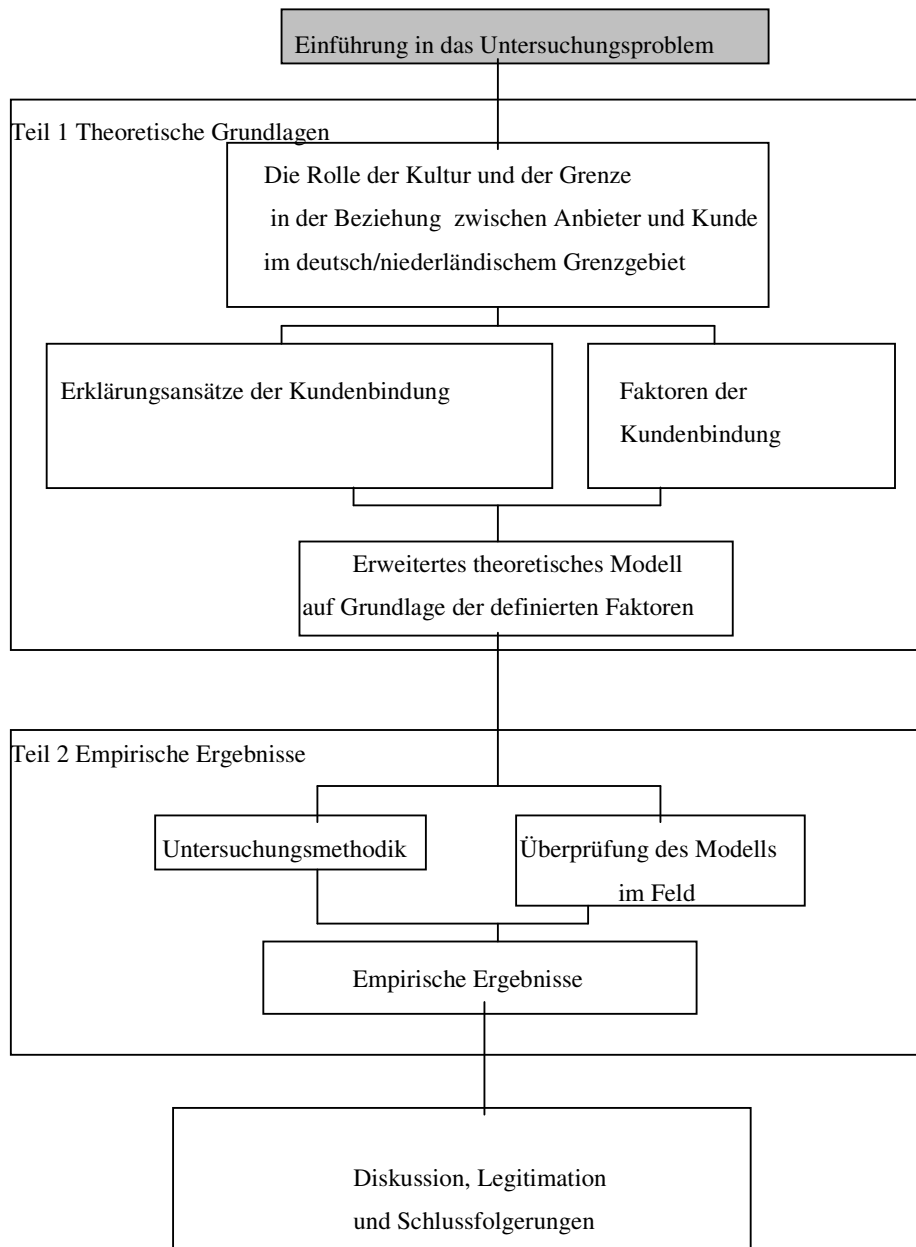 Einführung in das Untersuchungsproblem
Teil 1 Theoretische Grundlagen
Die Rolle der Kultur und der Grenze
in der Beziehung zwischen Anbieter und Kunde
im deutsch/niederländischem Grenzgebiet
Erklärungsansätze der Kundenbindung
Faktoren der
Kundenbindung
Erweitertes theoretisches Modell
auf Grundlage der definierten Faktoren
Teil 2 Empirische Ergebnisse
Untersuchungsmethodik
Überprüfung des Modells
im Feld
Empirische Ergebnisse
Diskussion, Legitimation
und Schlussfolgerungen